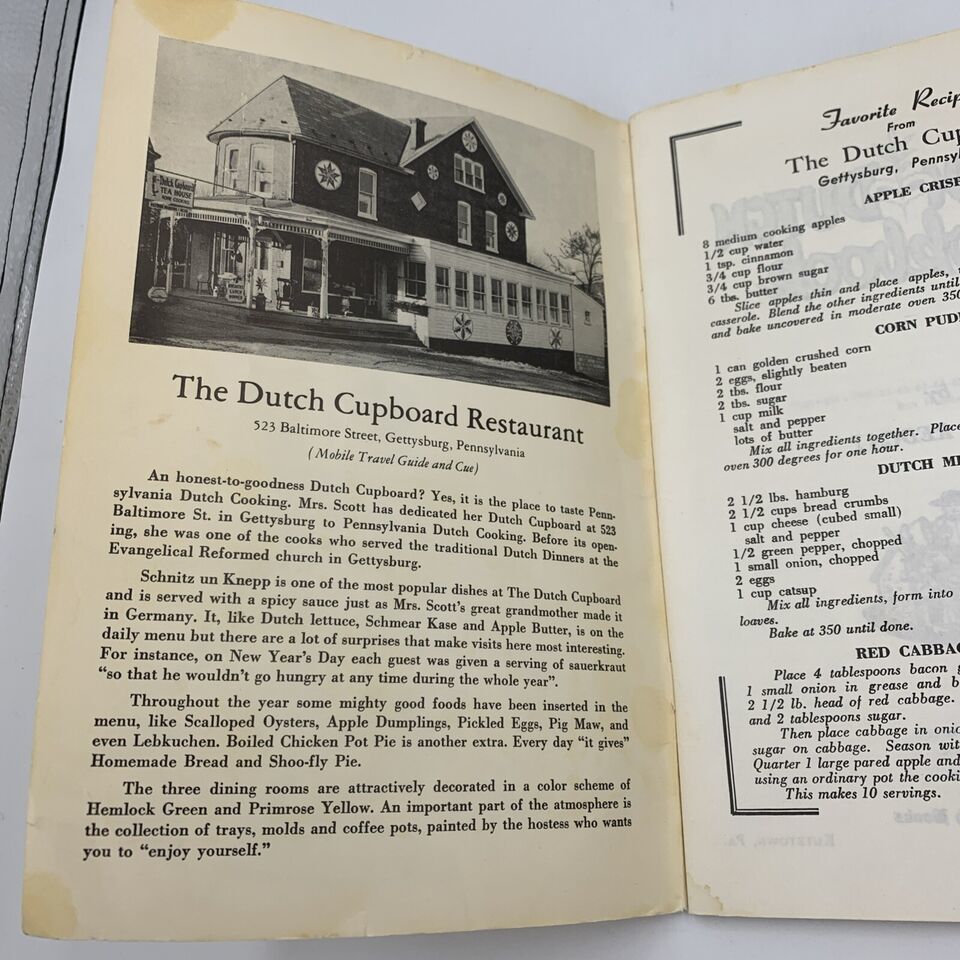 Dutch Cupboard
TEA HOUSE
HOME COOKING
The Dutch Cupboard Restaurant
523 Baltimore Street, Gettysburg, Pennsylvania
(Mobile Travel Guide and Cue)
An honest-to-goodness Dutch Cupboard? Yes, it is the place to taste Penn-
sylvania Dutch Cooking. Mrs. Scott has dedicated her Dutch Cupboard at 523
Baltimore St. in Gettysburg to Pennsylvania Dutch Cooking. Before its open-
ing, she was one of the cooks who served the traditional Dutch Dinners at the
Evangelical Reformed church in Gettysburg.
Schnitz un Knepp is one of the most popular dishes at The Dutch Cupboard
and is served with a spicy sauce just as Mrs. Scott's great grandmother made it
in Germany. It, like Dutch lettuce, Schmear Kase and Apple Butter, is on the
daily menu but there are a lot of surprises that make visits here most interesting.
For instance, on New Year's Day each guest was given a serving of sauerkraut
"so that he wouldn't go hungry at any time during the whole year".
Throughout the year some mighty good foods have been inserted in the
menu, like Scalloped Oysters, Apple Dumplings, Pickled Eggs, Pig Maw, and
even Lebkuchen. Boiled Chicken Pot Pie is another extra. Every day "it gives"
Homemade Bread and Shoo-fly Pie.
The three dining rooms are attractively decorated in a color scheme of
Hemlock Green and Primrose Yellow. An important part of the atmosphere is
the collection of trays, molds and coffee pots, painted by the hostess who wants
you to "enjoy yourself."
Favorite Recip
From
The Dutch Cup
Gettysburg, Pennsyl
APPLE CRISP
8 medium cooking apples
1/2 cup water
1 tsp. cinnamon
3/4 cup flour
3/4 cup brown sugar
6 tbs. butter
Slice apples thin and place apples,
casserole. Blend the other ingredients until
and bake uncovered in moderate oven 350
CORN PUD
1 can golden crushed corn
2 eggs, slightly beaten
2 tbs. flour
2 tbs. sugar
1 cup milk
salt and pepper
lots of butter
Mix all ingredients together. Place
oven 300 degrees for one hour.
DUTCH ME
2 1/2 lbs. hamburg
2 1/2 cups bread crumbs
1 cup cheese (cubed small)
salt and pepper
1/2 green pepper, chopped
1 small onion, chopped
2 eggs
1 cup catsup
Mix all ingredients, form into
loaves.
Bake at 350 until done.
RED CABBAG
Place 4 tablespoons bacon g
1 small onion in grease and b
2 1/2 lb. head of red cabbage.
and 2 tablespoons sugar.
Then place cabbage in onio
sugar on cabbage. Season wit
Quarter 1 large pared apple and
using an ordinary pot the cooki
This makes 10 servings.